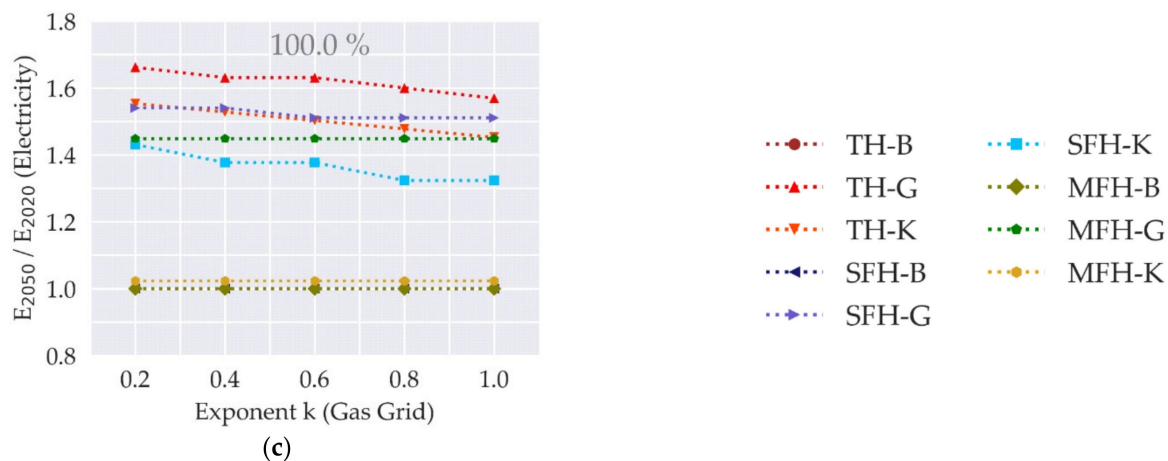 1.8
100.0 %
1.6
1.4
1.2
1.0
0.8
E2050 / E2020 (Electricity)
0.2 0.4 0.6 0.8 1.0
Exponent k (Gas Grid)
(c)
TH-B
TH-G
TH-K
SFH-B
SFH-G
SFH-K
MFH-B
MFH-G
MFH-K